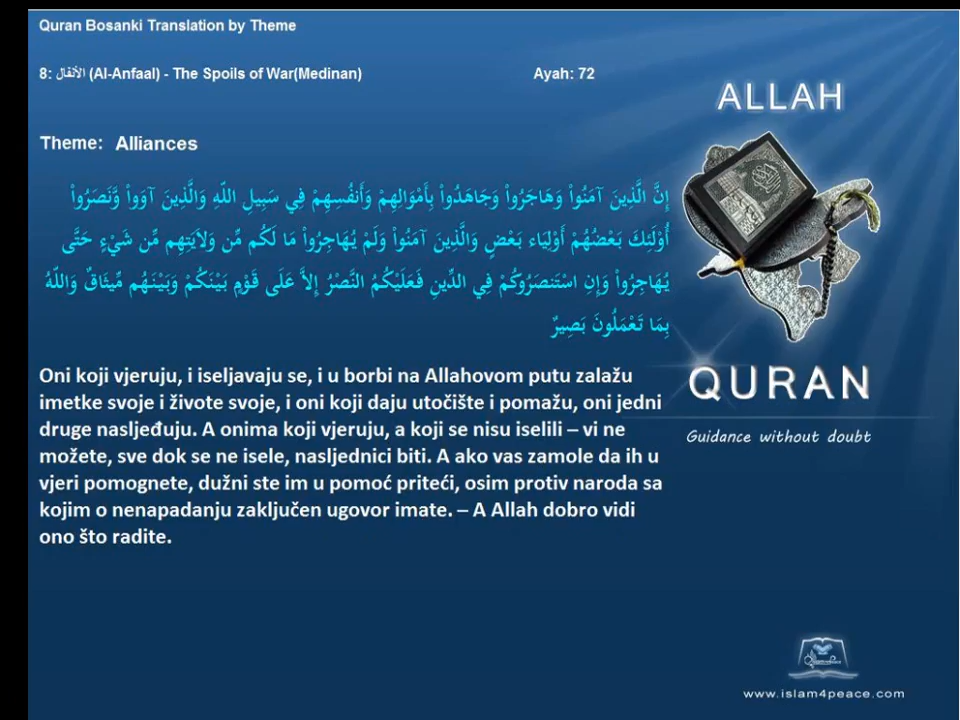 Quran Bosanki Translation by Theme
8: الأنفال (Al-Anfaal) - The Spoils of War(Medinan) Ayah: 72
ALLAH
Theme: Alliances
إِنَّ الَّذِينَ آمَنُواْ وَهَاجَرُواْ وَجَاهَدُواْ بِأَمْوَالِهِمْ وَأَنفُسِهِمْ فِي سَبِيلِ اللّهِ وَالَّذِينَ آوَواْ وَّنَصَرُواْ
أُوْلَئِكَ بَعْضُهُمْ أَوْلِيَاء بَعْضٍ وَالَّذِينَ آمَنُواْ وَلَمْ يُهَاجِرُواْ مَا لَكُم مِّن وَلاَيَتِهِم مِّن شَيْءٍ حَتَّى
يُهَاجِرُواْ وَإِنِ اسْتَنصَرُوكُمْ فِي الدِّينِ فَعَلَيْكُمُ النَّصْرُ إِلاَّ عَلَى قَوْمٍ بَيْنَكُمْ وَبَيْنَهُم مِّيثَاقٌ وَاللّهُ
بِمَا تَعْمَلُونَ بَصِيرٌ
Oni koji vjeruju, i iseljavaju se, i u borbi na Allahovom putu zalažu
imetke svoje i živote svoje, i oni koji daju utočište i pomažu, oni jedni
druge nasljeđuju. A onima koji vjeruju, a koji se nisu iselili – vi ne
možete, sve dok se ne isele, nasljednici biti. A ako vas zamole da ih u
vjeri pomognete, dužni ste im u pomoć priteći, osim protiv naroda sa
kojim o nenapadanju zaključen ugovor imate. – A Allah dobro vidi
ono što radite.
QURAN
Guidance without doubt
www.islam4peace.com